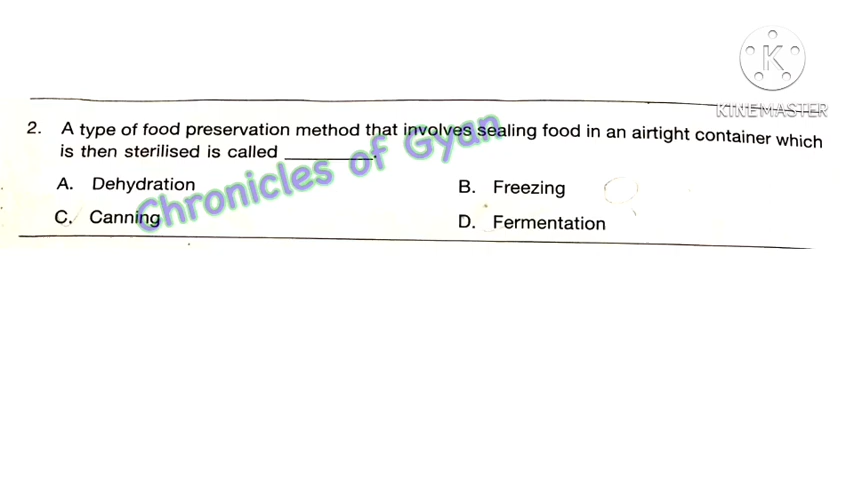 KINEMASTER
2. A type of food preservation method that involves sealing food in an airtight container which
is then sterilised is called ________.
A. Dehydration
B. Freezing
C. Canning
D. Fermentation
Chronicles of Gyan